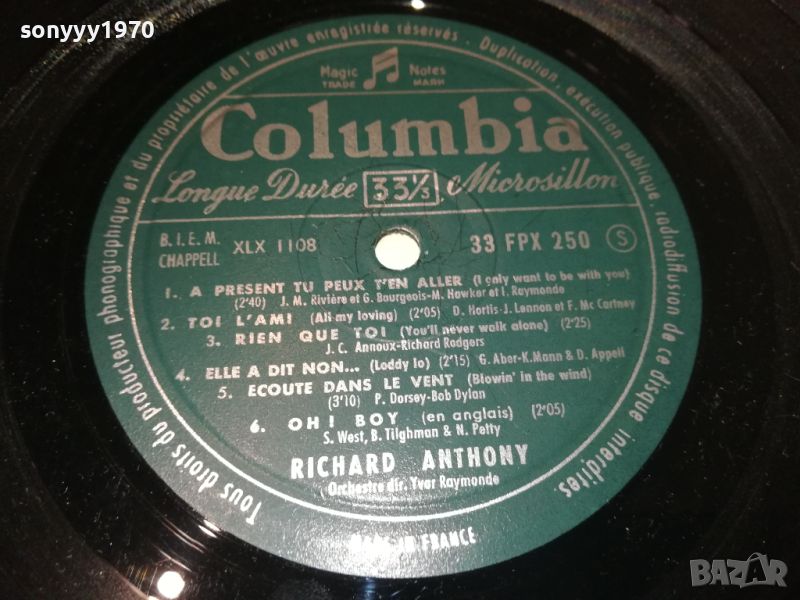 sonyyy1970
Tous droits du producteur phonographique et du propriétaire de l'œuvre enregistrée réservés - Duplication, exécution publique, radiodiffusion de ce disque interdites.
Magic Notes
TRADE MARK
Columbia
Longue Durée 33⅓ Microsillon
B.I.E.M. XLX 1108 33 FPX 250 S
CHAPPELL
1. A PRESENT TU PEUX T'EN ALLER (I only want to be with you)
(2'40) J. M. Rivière et G. Bourgeois-M. Hawker et I. Raymonde
2. TOI L'AMI (All my loving) (2'05) D. Hortis-J. Lennon et F. Mc Cartney
3. RIEN QUE TOI (You'll never walk alone) (2'25)
J. C. Annoux-Richard Rodgers
4. ELLE A DIT NON... (Loddy lo) (2'15) G. Aber-K. Mann & D. Appell
5. ECOUTE DANS LE VENT (Blowin' in the wind)
(3'10) P. Dorsey-Bob Dylan
6. OH! BOY (en anglais) (2'05)
S. West, B. Tilghman & N. Petty
RICHARD ANTHONY
Orchestre dir. Yvor Raymonde
MADE IN FRANCE
BAZAR